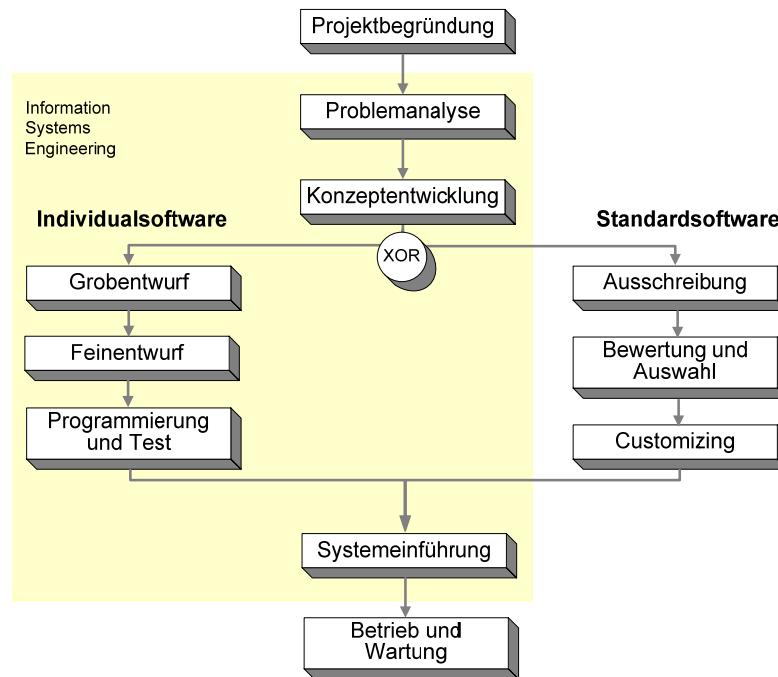 Projektbegründung
Information
Systems
Engineering
Problemanalyse
Konzeptentwicklung
Individualsoftware
Standardsoftware
XOR
Grobentwurf
Ausschreibung
Feinentwurf
Bewertung und
Auswahl
Programmierung
und Test
Customizing
Systemeinführung
Betrieb und
Wartung